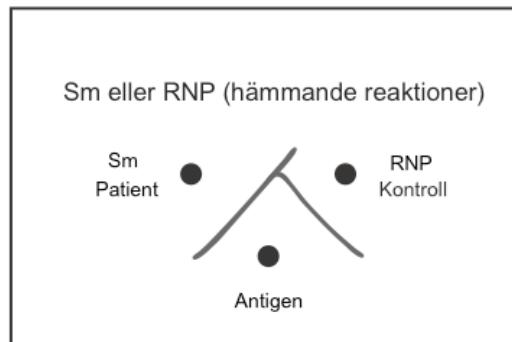 Sm eller RNP (hämmande reaktioner)
Sm
Patient
RNP
Kontroll
Antigen